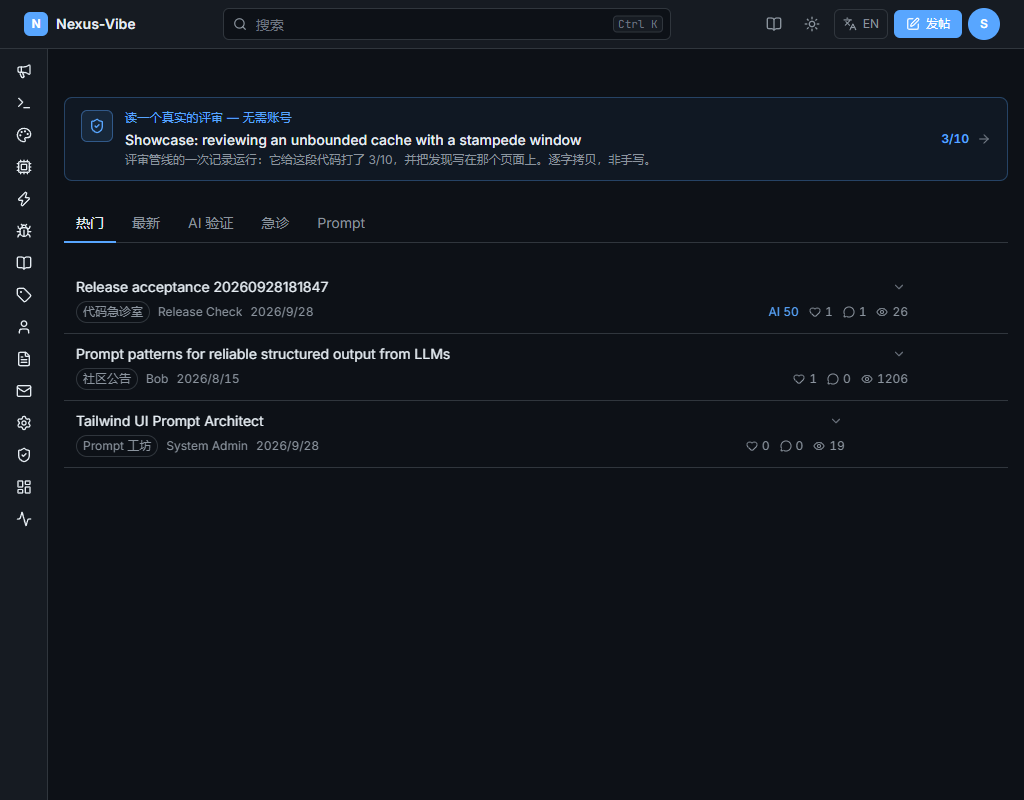 N Nexus-Vibe 搜索 Ctrl K EN 发帖 S
读一个真实的评审 — 无需账号
Showcase: reviewing an unbounded cache with a stampede window
3/10
评审管线的一次记录运行：它给这段代码打了 3/10，并把发现写在那个页面上。逐字拷贝，非手写。
热门 最新 AI 验证 急诊 Prompt
Release acceptance 20260928181847
代码急诊室 Release Check 2026/9/28 AI 50 1 1 26
Prompt patterns for reliable structured output from LLMs
社区公告 Bob 2026/8/15 1 0 1206
Tailwind UI Prompt Architect
Prompt 工坊 System Admin 2026/9/28 0 0 19